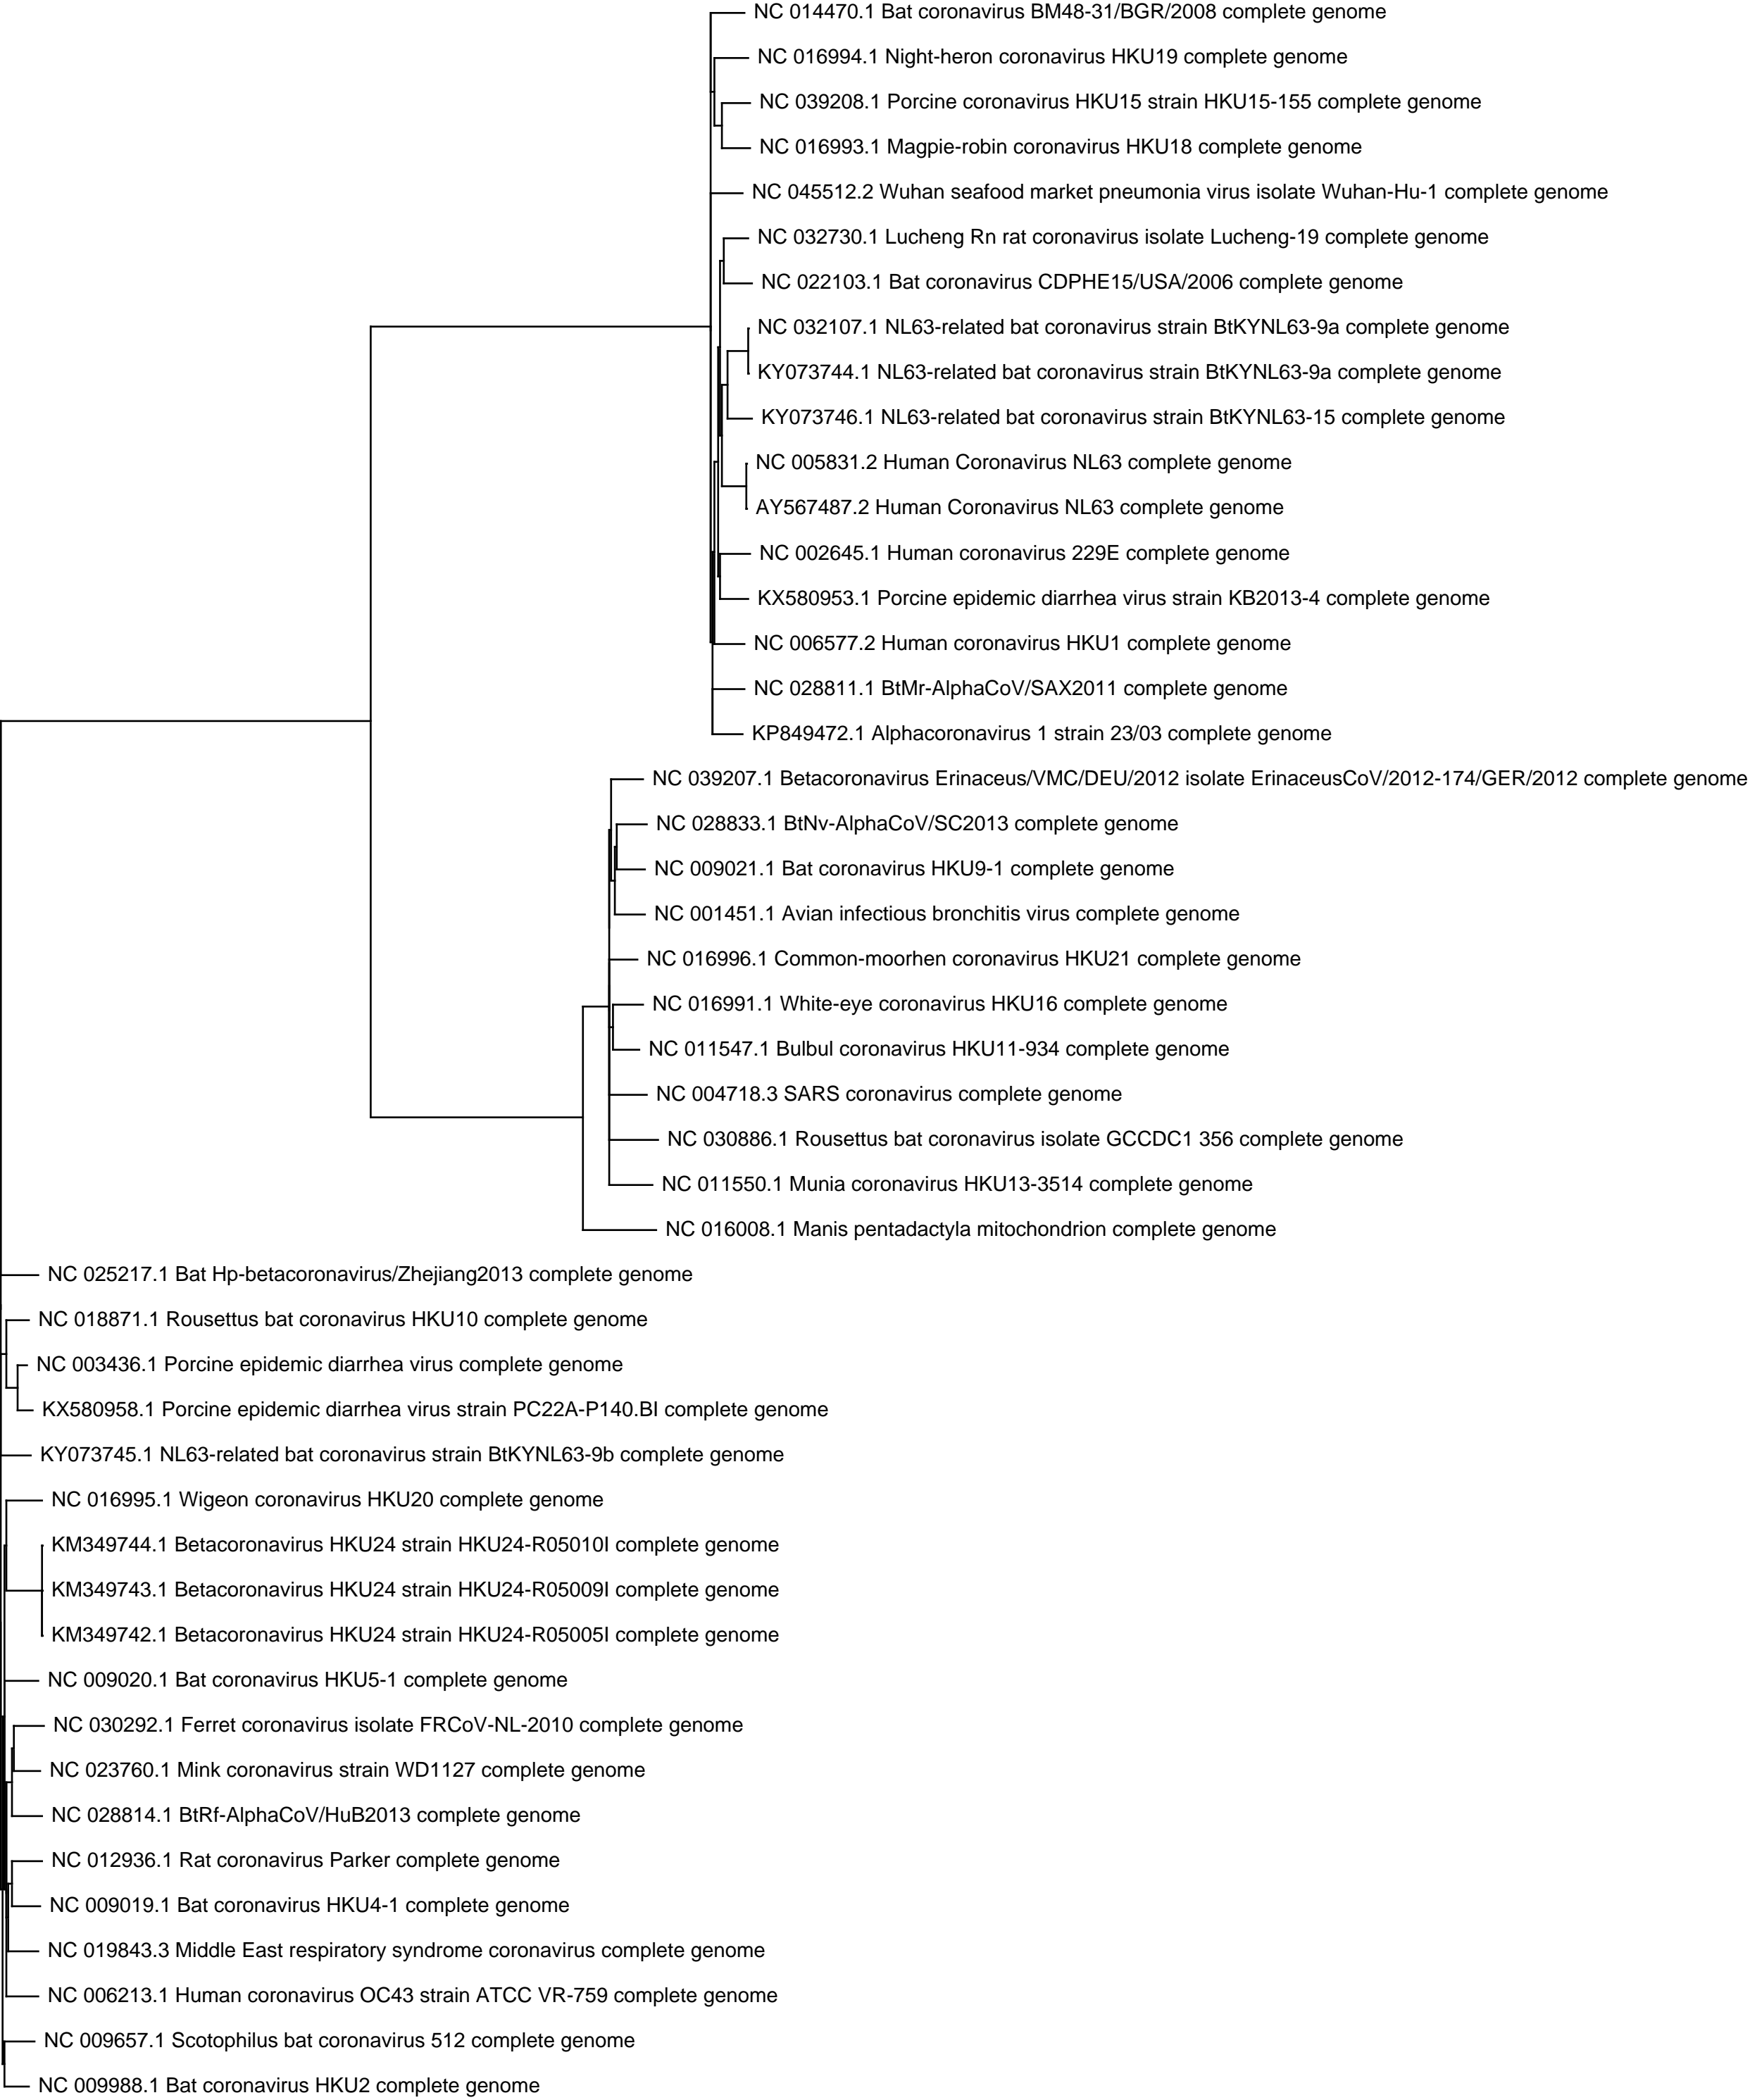 NC 014470.1 Bat coronavirus BM48-31/BGR/2008 complete genome
NC 016994.1 Night-heron coronavirus HKU19 complete genome
NC 039208.1 Porcine coronavirus HKU15 strain HKU15-155 complete genome
NC 016993.1 Magpie-robin coronavirus HKU18 complete genome
NC 045512.2 Wuhan seafood market pneumonia virus isolate Wuhan-Hu-1 complete genome
NC 032730.1 Lucheng Rn rat coronavirus isolate Lucheng-19 complete genome
NC 022103.1 Bat coronavirus CDPHE15/USA/2006 complete genome
NC 032107.1 NL63-related bat coronavirus strain BtKYNL63-9a complete genome
KY073744.1 NL63-related bat coronavirus strain BtKYNL63-9a complete genome
KY073746.1 NL63-related bat coronavirus strain BtKYNL63-15 complete genome
NC 005831.2 Human Coronavirus NL63 complete genome
AY567487.2 Human Coronavirus NL63 complete genome
NC 002645.1 Human coronavirus 229E complete genome
KX580953.1 Porcine epidemic diarrhea virus strain KB2013-4 complete genome
NC 006577.2 Human coronavirus HKU1 complete genome
NC 028811.1 BtMr-AlphaCoV/SAX2011 complete genome
KP849472.1 Alphacoronavirus 1 strain 23/03 complete genome
NC 039207.1 Betacoronavirus Erinaceus/VMC/DEU/2012 isolate ErinaceusCoV/2012-174/GER/2012 complete genome
NC 028833.1 BtNv-AlphaCoV/SC2013 complete genome
NC 009021.1 Bat coronavirus HKU9-1 complete genome
NC 001451.1 Avian infectious bronchitis virus complete genome
NC 016996.1 Common-moorhen coronavirus HKU21 complete genome
NC 016991.1 White-eye coronavirus HKU16 complete genome
NC 011547.1 Bulbul coronavirus HKU11-934 complete genome
NC 004718.3 SARS coronavirus complete genome
NC 030886.1 Rousettus bat coronavirus isolate GCCDC1 356 complete genome
NC 011550.1 Munia coronavirus HKU13-3514 complete genome
NC 016008.1 Manis pentadactyla mitochondrion complete genome
NC 025217.1 Bat Hp-betacoronavirus/Zhejiang2013 complete genome
NC 018871.1 Rousettus bat coronavirus HKU10 complete genome
NC 003436.1 Porcine epidemic diarrhea virus complete genome
KX580958.1 Porcine epidemic diarrhea virus strain PC22A-P140.BI complete genome
KY073745.1 NL63-related bat coronavirus strain BtKYNL63-9b complete genome
NC 016995.1 Wigeon coronavirus HKU20 complete genome
KM349744.1 Betacoronavirus HKU24 strain HKU24-R05010I complete genome
KM349743.1 Betacoronavirus HKU24 strain HKU24-R05009I complete genome
KM349742.1 Betacoronavirus HKU24 strain HKU24-R05005I complete genome
NC 009020.1 Bat coronavirus HKU5-1 complete genome
NC 030292.1 Ferret coronavirus isolate FRCoV-NL-2010 complete genome
NC 023760.1 Mink coronavirus strain WD1127 complete genome
NC 028814.1 BtRf-AlphaCoV/HuB2013 complete genome
NC 012936.1 Rat coronavirus Parker complete genome
NC 009019.1 Bat coronavirus HKU4-1 complete genome
NC 019843.3 Middle East respiratory syndrome coronavirus complete genome
NC 006213.1 Human coronavirus OC43 strain ATCC VR-759 complete genome
NC 009657.1 Scotophilus bat coronavirus 512 complete genome
NC 009988.1 Bat coronavirus HKU2 complete genome